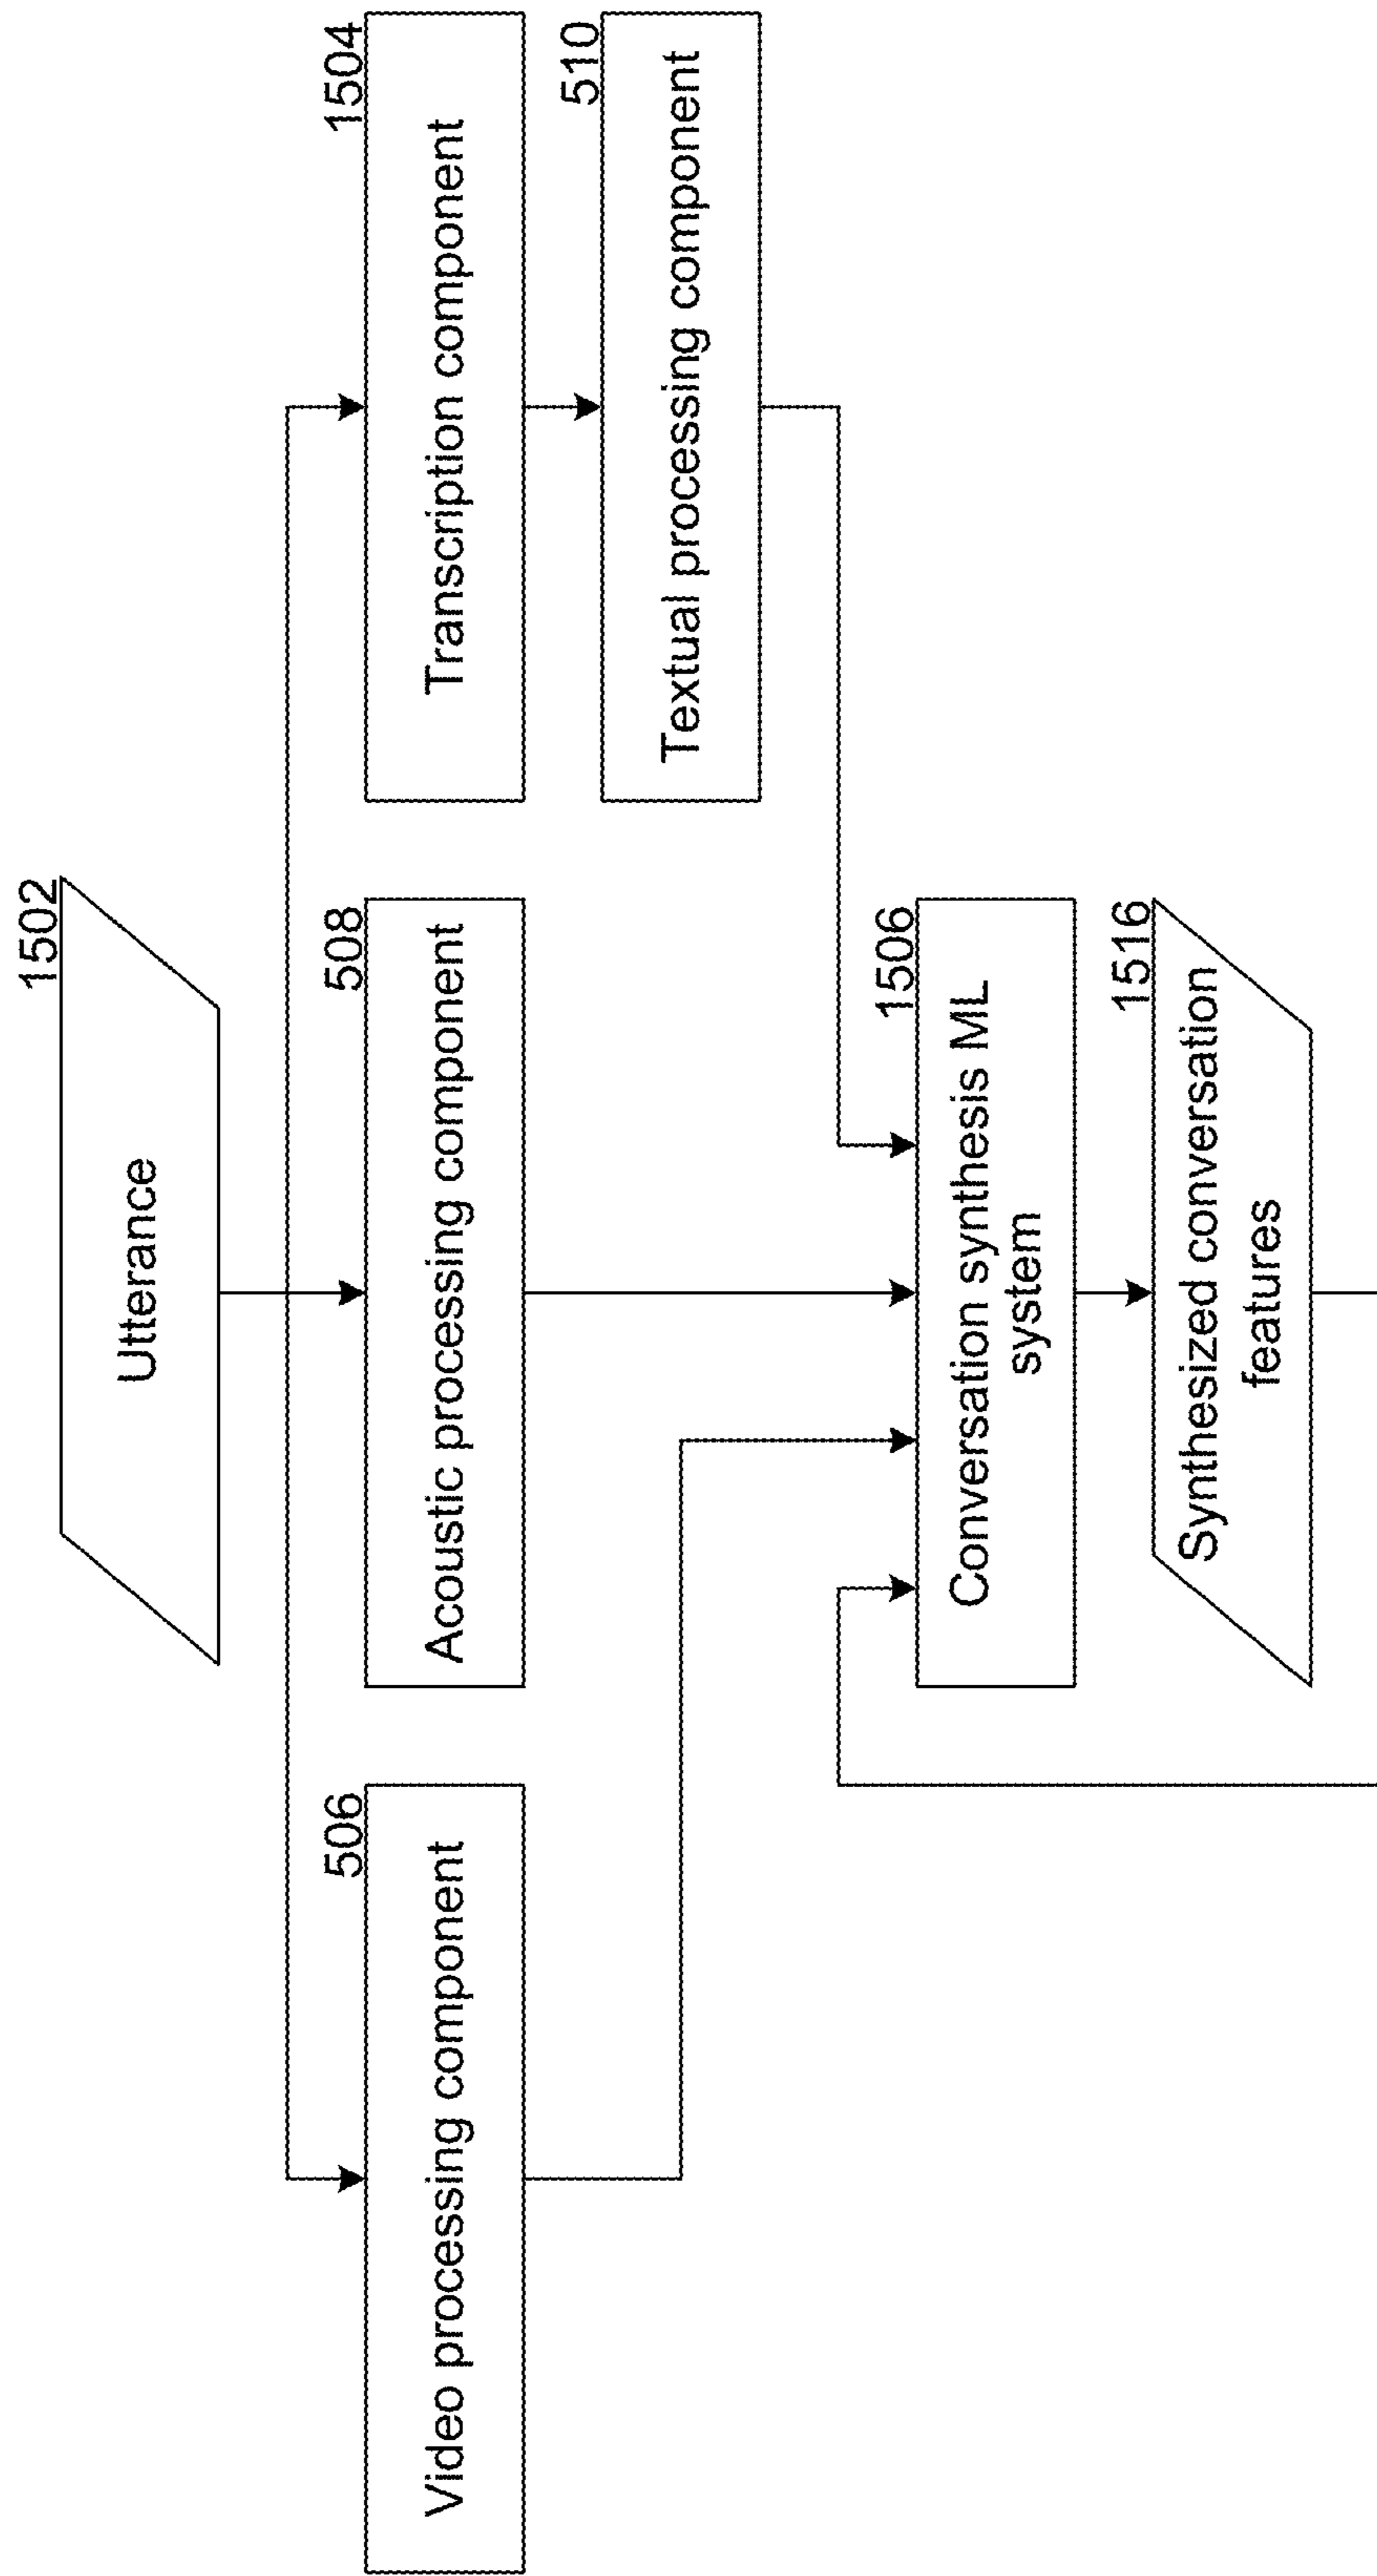 1502
Utterance
506
Video processing component
508
Acoustic processing component
1504
Transcription component
510
Textual processing component
1506
Conversation synthesis ML
system
1516
Synthesized conversation
features